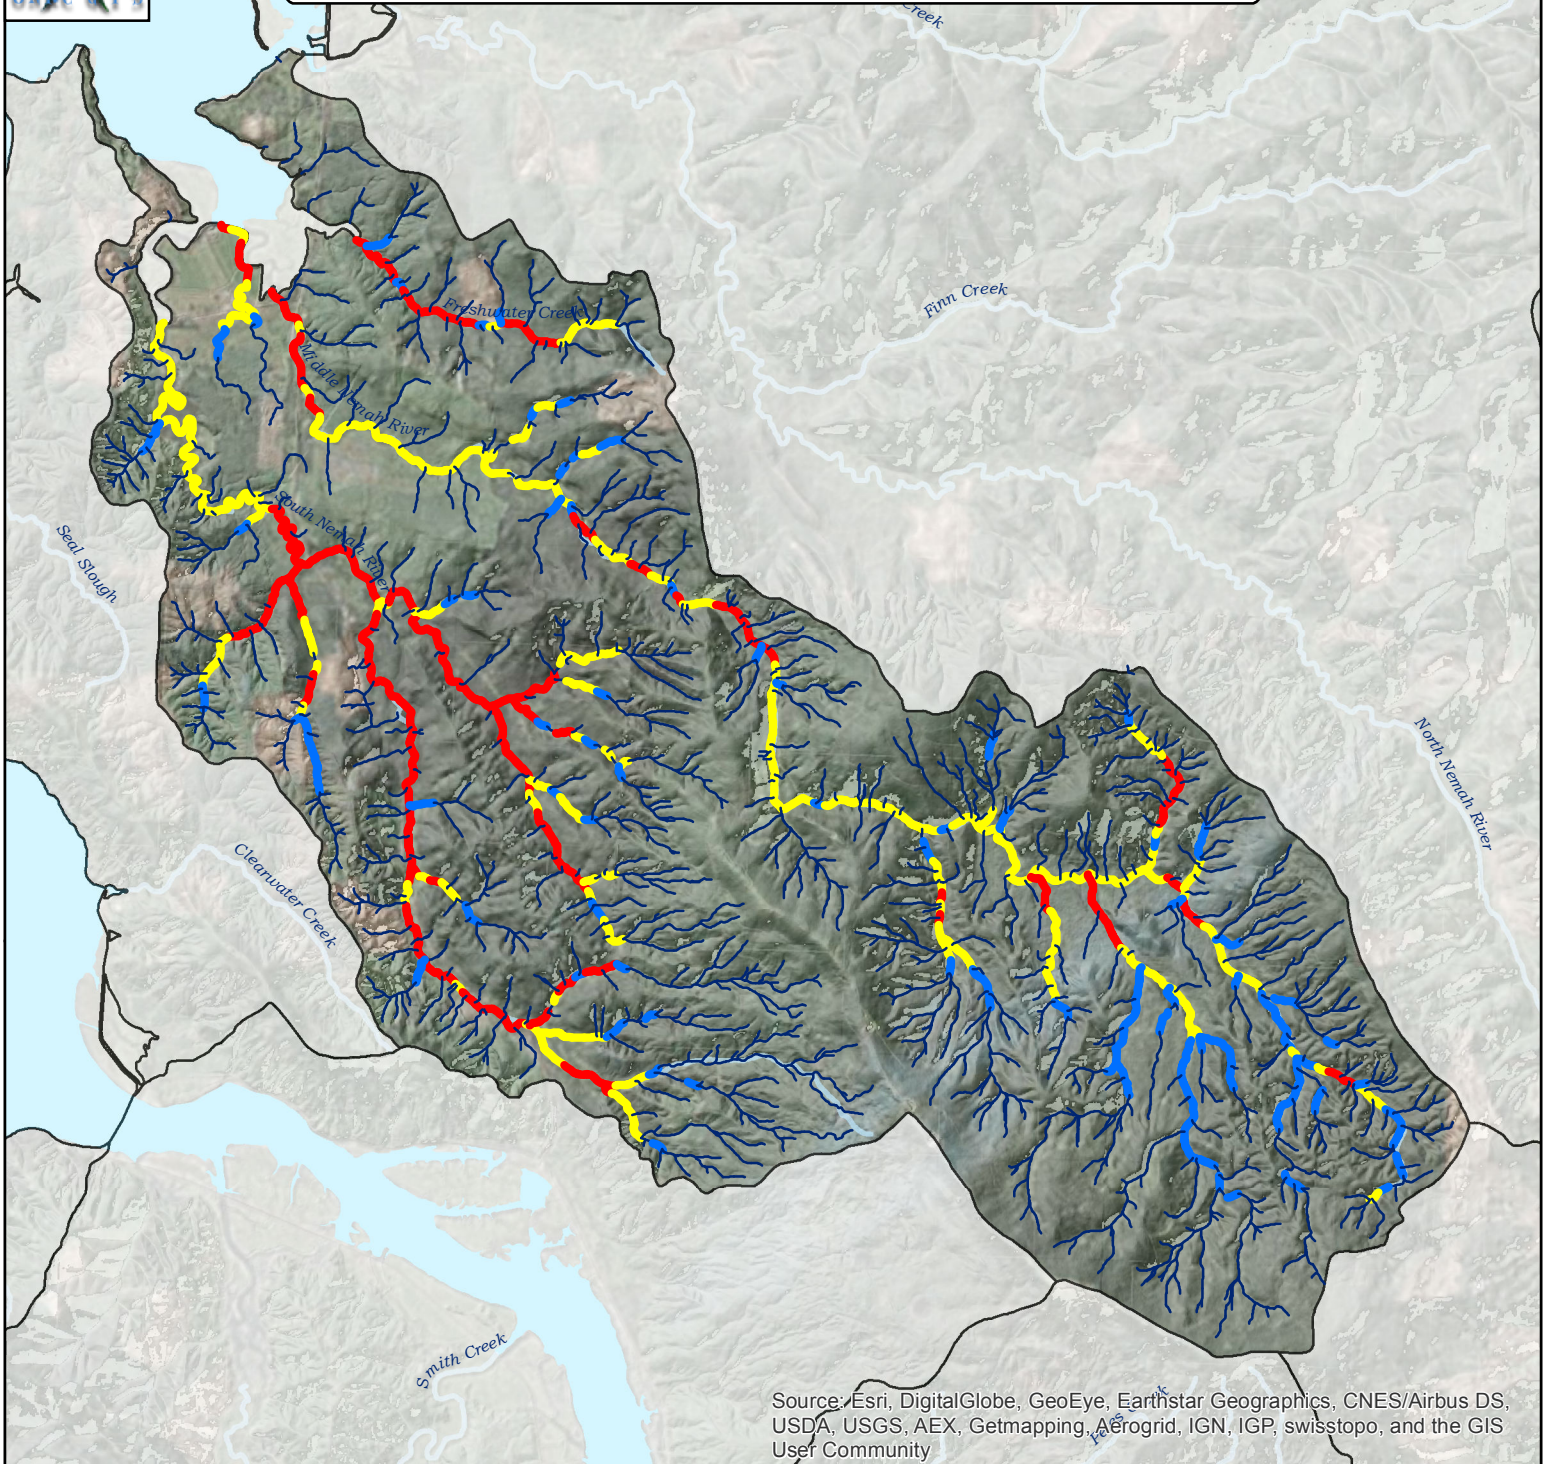 Creek
Finn Creek
Freshwater Creek
Middle Nemah River
South Nemah River
Seal Slough
North Nemah River
Clearwater Creek
Smith Creek
Source: Esri, DigitalGlobe, GeoEye, Earthstar Geographics, CNES/Airbus DS,
USDA, USGS, AEX, Getmapping, Aerogrid, IGN, IGP, swisstopo, and the GIS
User Community